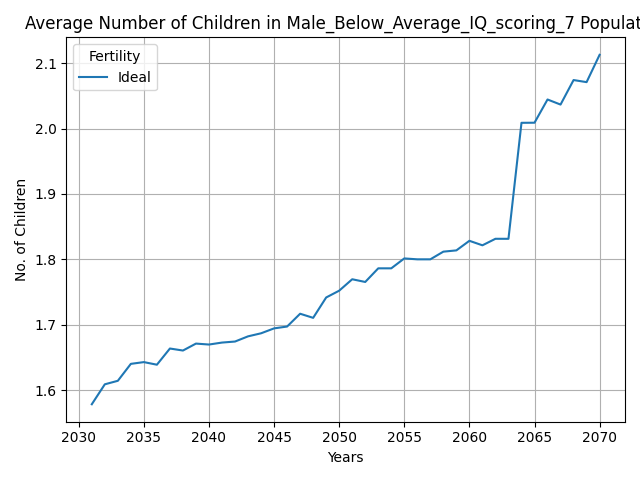 Average Number of Children in Male_Below_Average_IQ_scoring_7 Populat
Fertility
Ideal
No. of Children
2.1
2.0
1.9
1.8
1.7
1.6
2030 2035 2040 2045 2050 2055 2060 2065 2070
Years